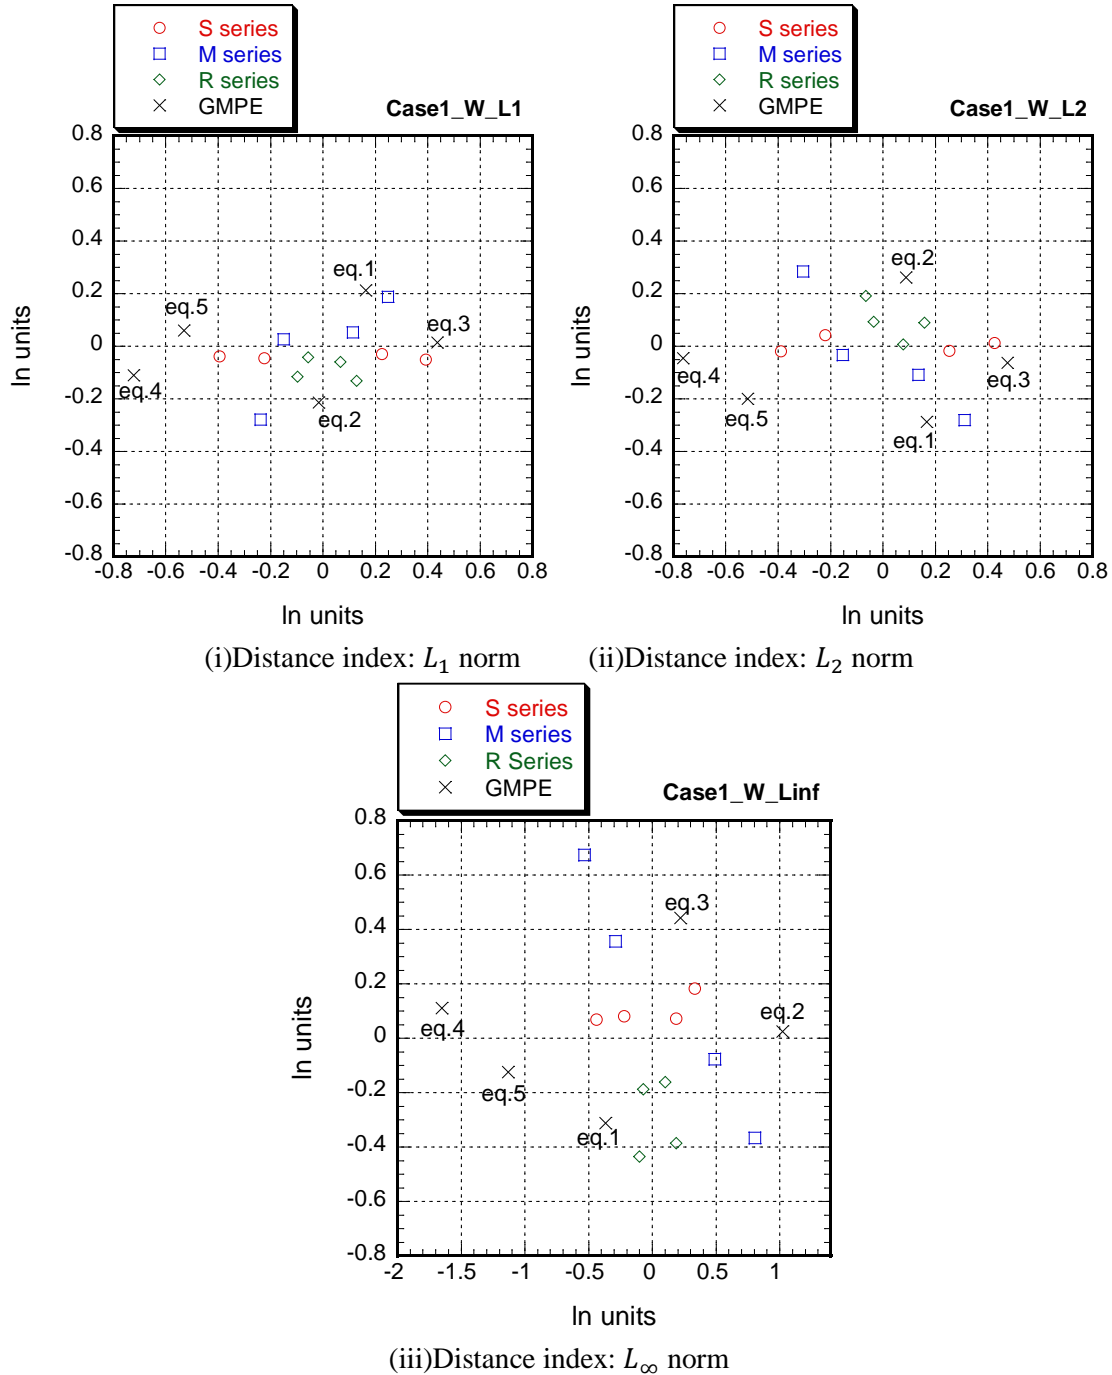 S series
M series
R series
GMPE
Case1_W_L1
0.8
0.6
0.4
0.2
0
-0.2
-0.4
-0.6
-0.8
ln units
eq.1
eq.5
eq.3
eq.4
eq.2
-0.8 -0.6 -0.4 -0.2 0 0.2 0.4 0.6 0.8
ln units
(i)Distance index: L₁ norm
S series
M series
R series
GMPE
Case1_W_L2
0.8
0.6
0.4
0.2
0
-0.2
-0.4
-0.6
-0.8
ln units
eq.2
eq.4
eq.3
eq.5
eq.1
-0.8 -0.6 -0.4 -0.2 0 0.2 0.4 0.6 0.8
ln units
(ii)Distance index: L₂ norm
S series
M series
R Series
GMPE
Case1_W_Linf
0.8
0.6
0.4
0.2
0
-0.2
-0.4
-0.6
-0.8
ln units
eq.3
eq.2
eq.4
eq.5
eq.1
-2 -1.5 -1 -0.5 0 0.5 1
ln units
(iii)Distance index: L∞ norm